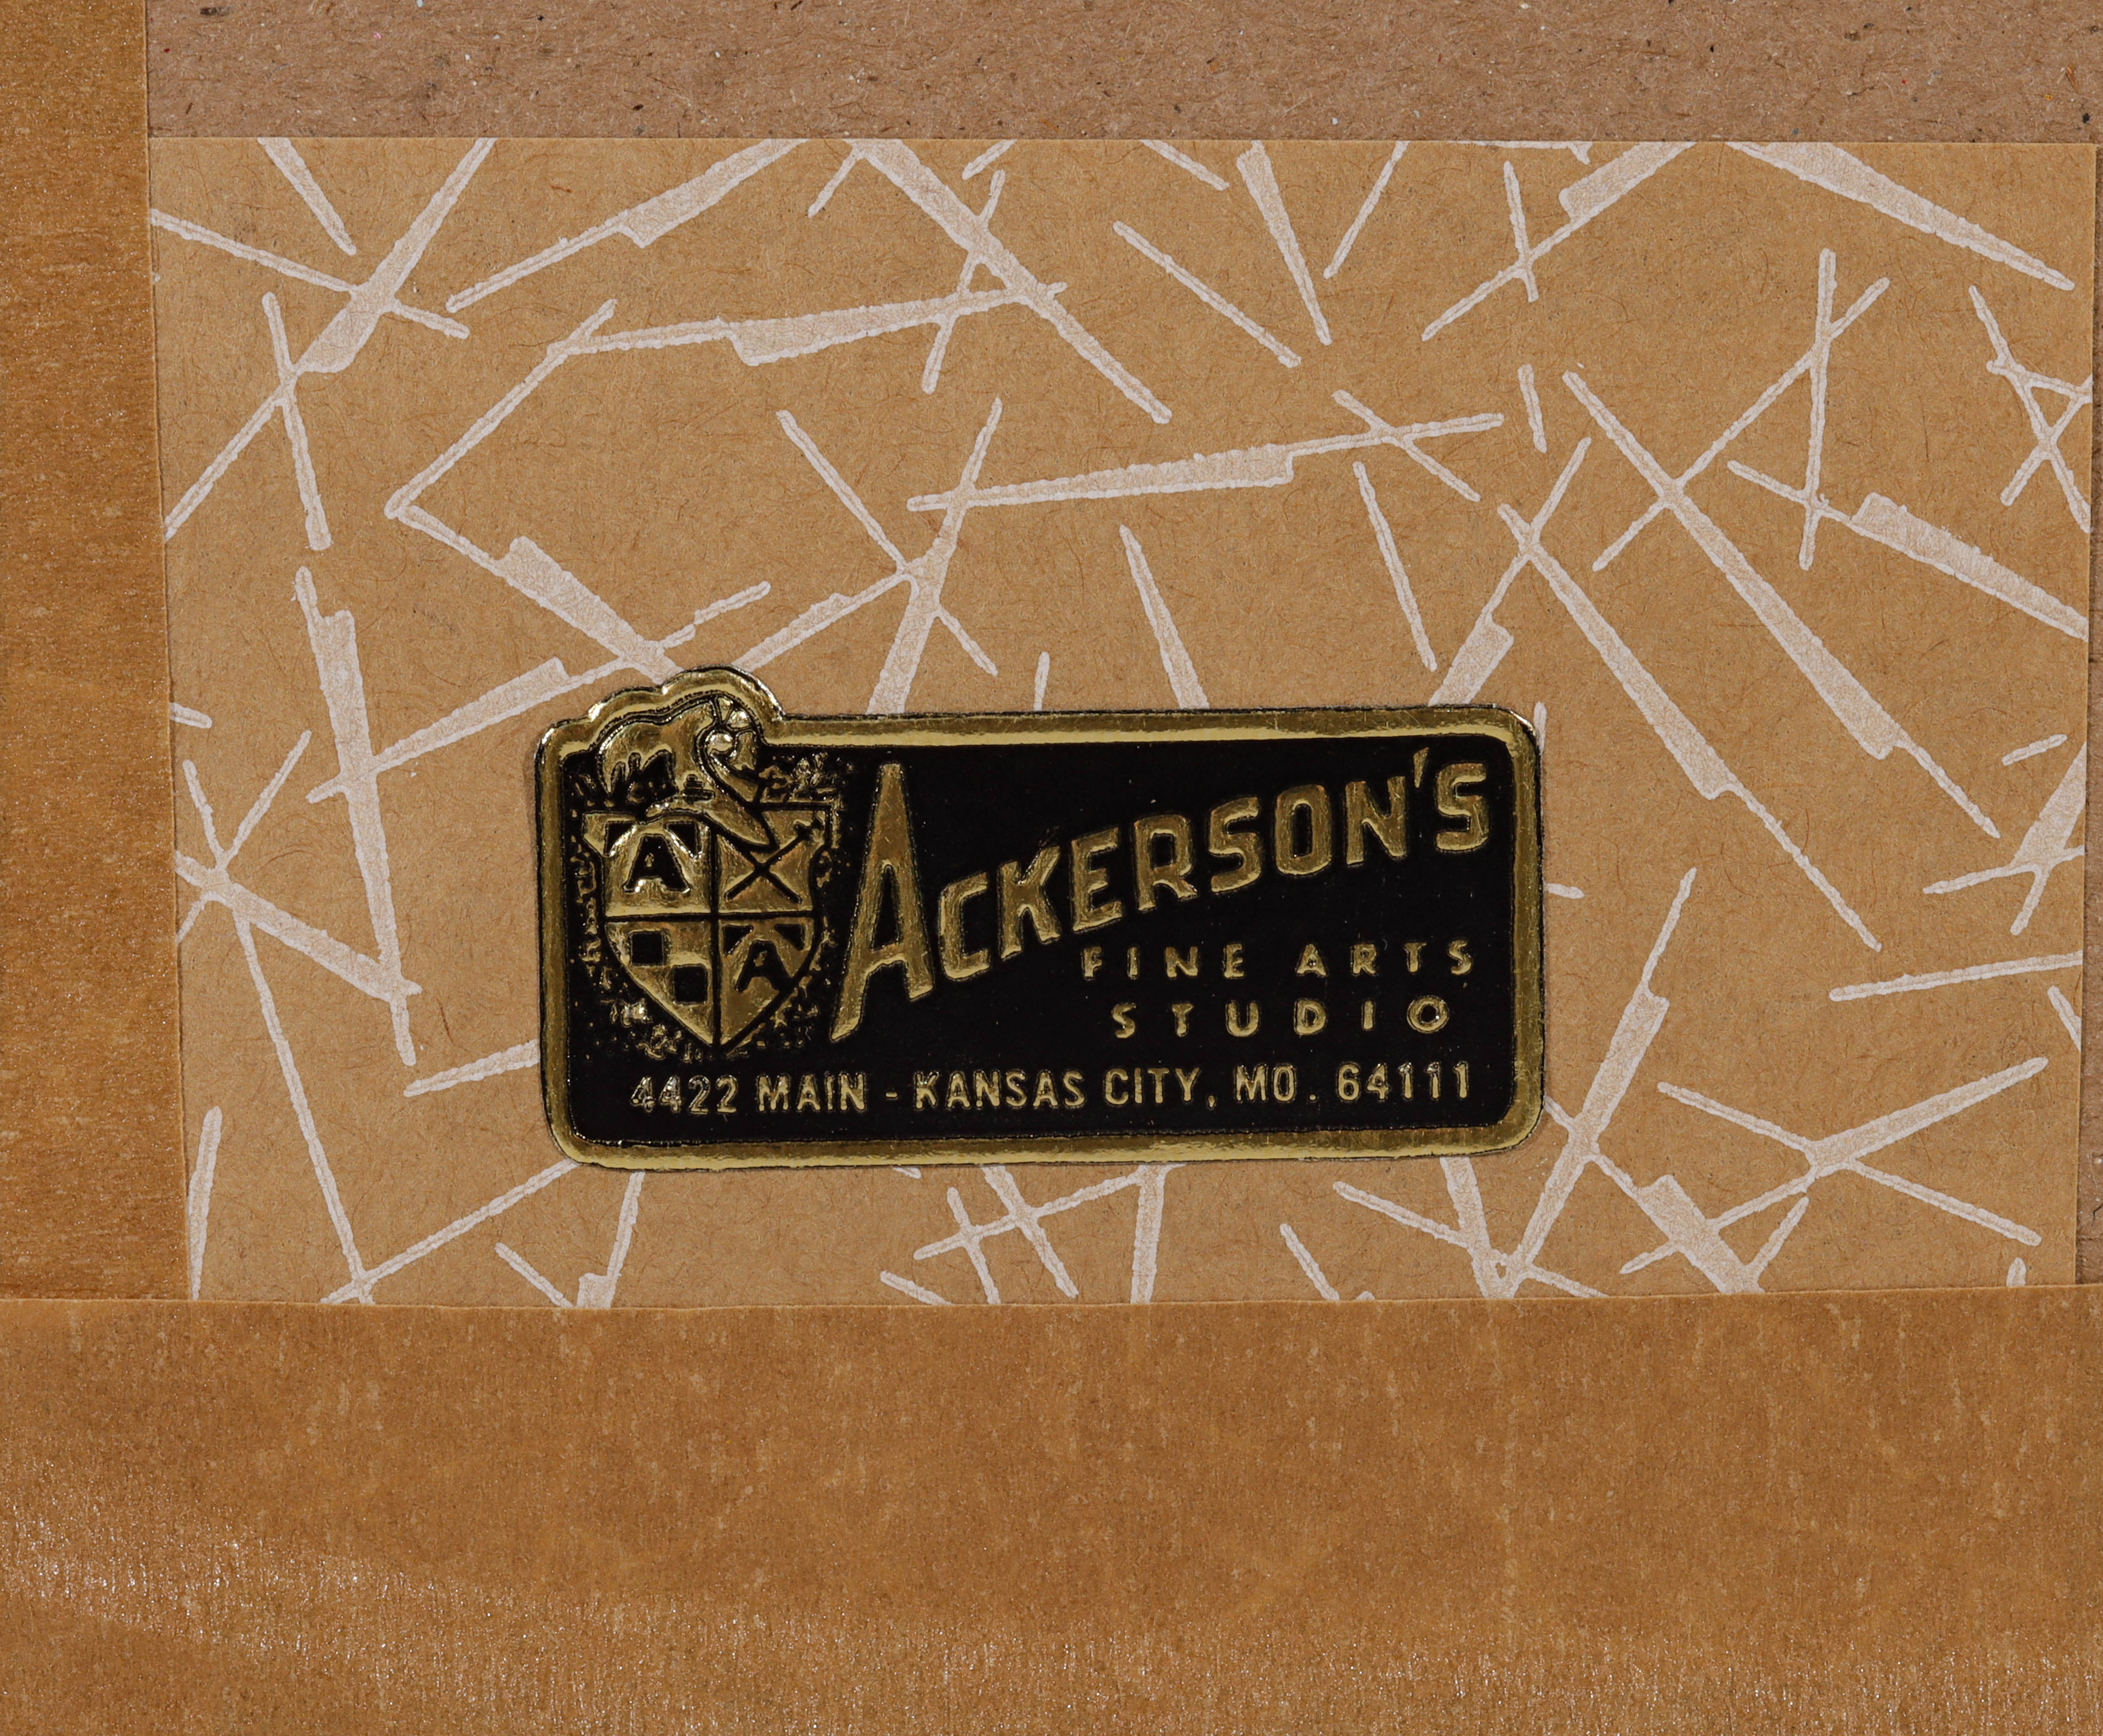 A
A
ACKERSON'S
FINE ARTS
STUDIO
4422 MAIN - KANSAS CITY, MO. 64111